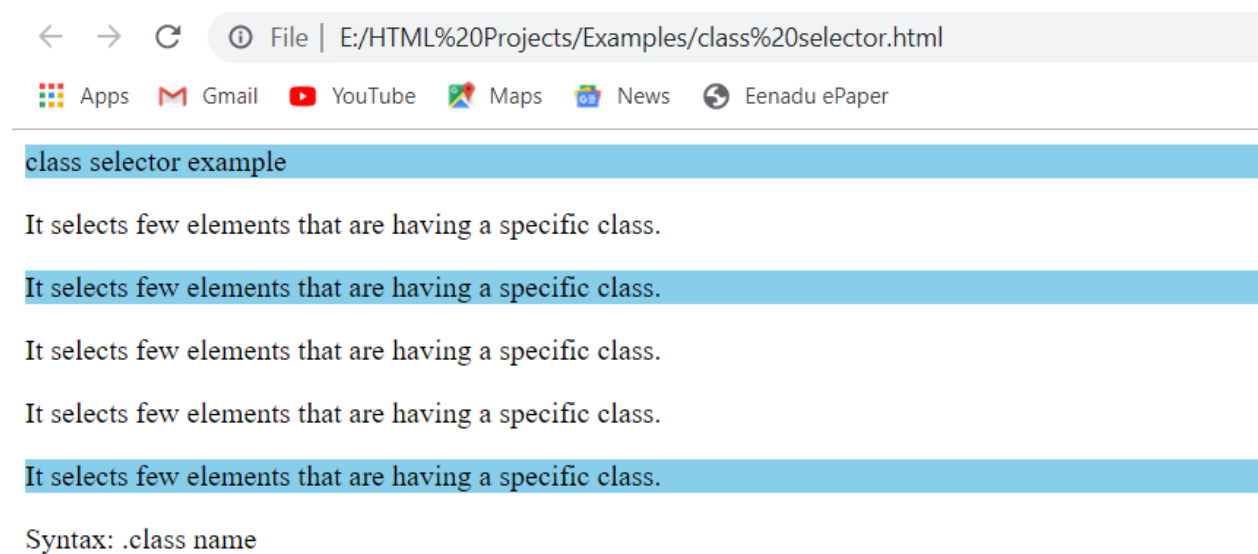 File | E:/HTML%20Projects/Examples/class%20selector.html
Apps Gmail YouTube Maps News Eenadu ePaper
class selector example
It selects few elements that are having a specific class.
It selects few elements that are having a specific class.
It selects few elements that are having a specific class.
It selects few elements that are having a specific class.
It selects few elements that are having a specific class.
Syntax: .class name